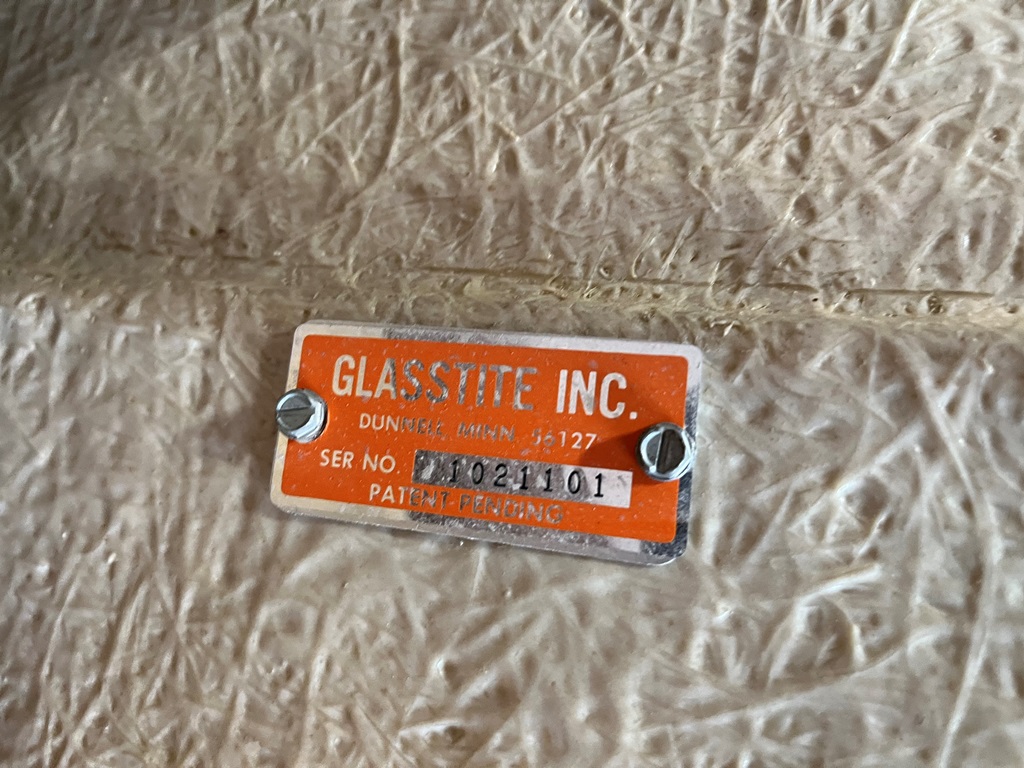 GLASSTITE INC.
DUNNELL, MINN. 56127
SER NO. 1021101
PATENT PENDING